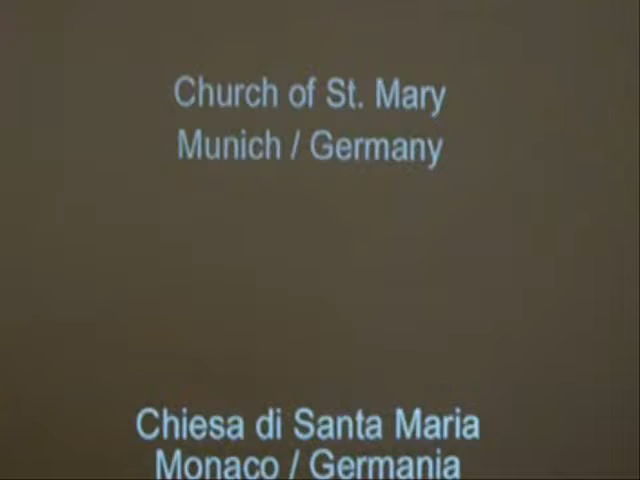 Church of St. Mary
Munich / Germany
Chiesa di Santa Maria
Monaco / Germania